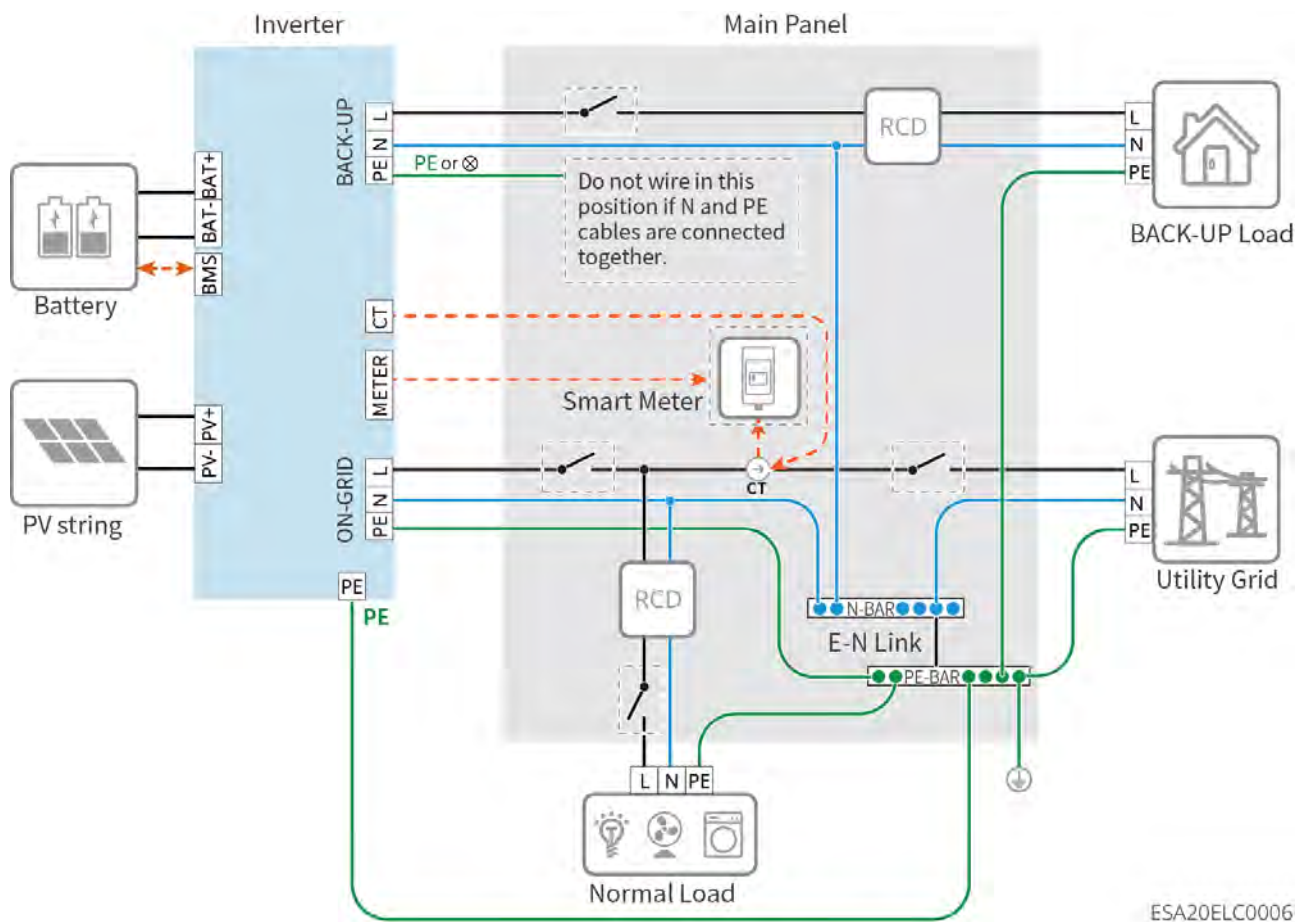 Inverter
Main Panel
BACK-UP
L
N
PE
PE or ⊗
RCD
L
N
PE
BACK-UP Load
Do not wire in this
position if N and PE
cables are connected
together.
BAT+
BAT-
BMS
Battery
CT
METER
Smart Meter
CT
PV+
PV-
PV string
ON-GRID
L
N
PE
PE
PE
L
N
PE
Utility Grid
RCD
N-BAR
E-N Link
PE-BAR
L
N
PE
Normal Load
ESA20ELC0006